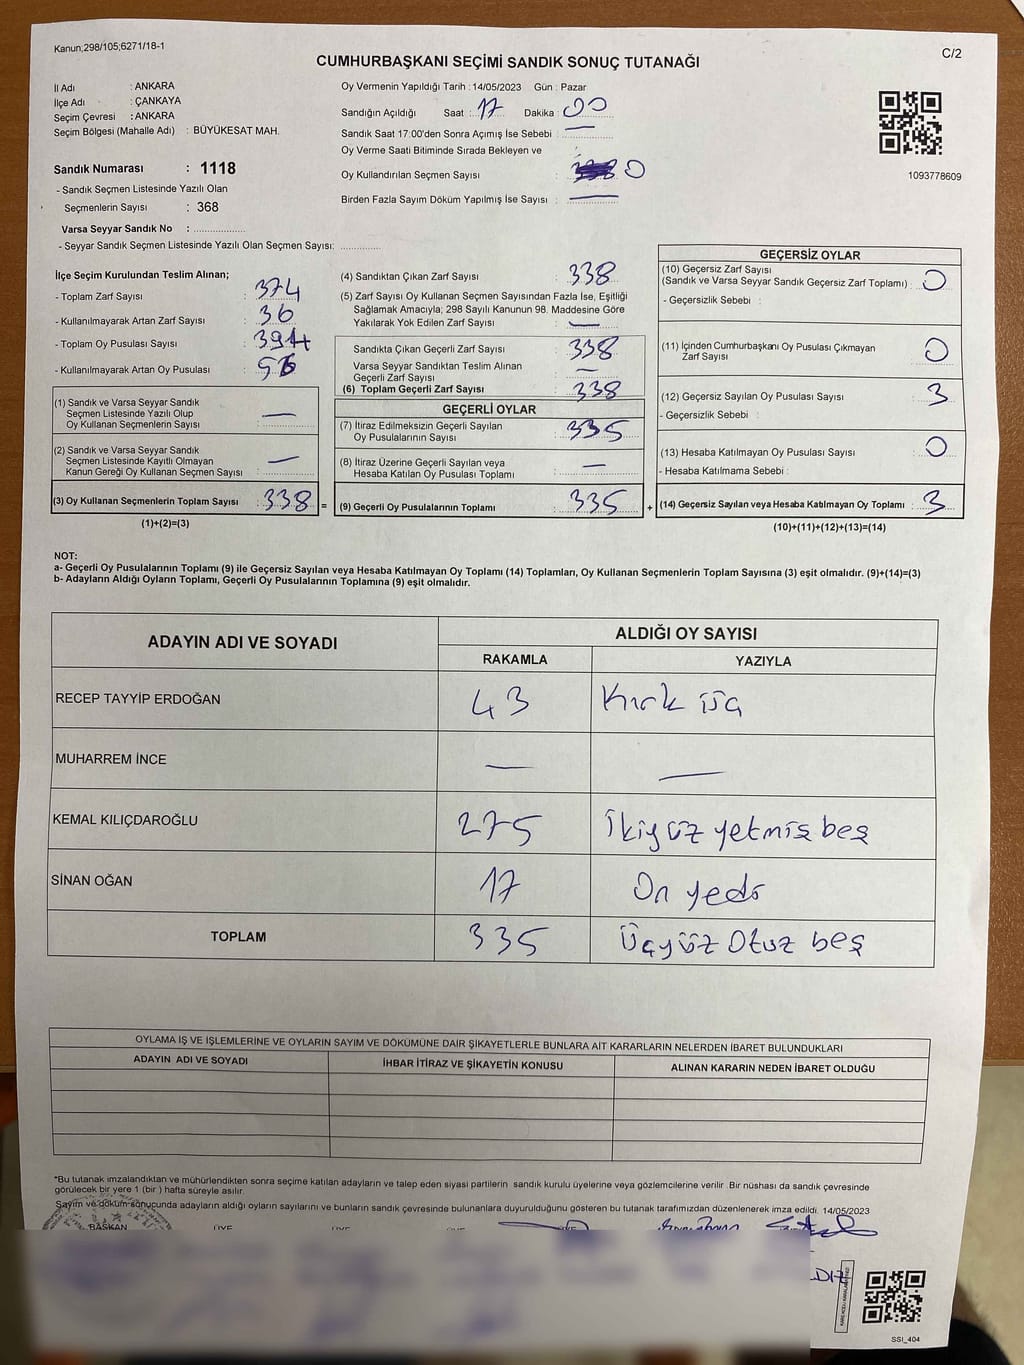 Kanun;298/105;6271/18-1
C/2
CUMHURBAŞKANI SEÇİMİ SANDIK SONUÇ TUTANAĞI
İl Adı : ANKARA
İlçe Adı : ÇANKAYA
Seçim Çevresi : ANKARA
Seçim Bölgesi (Mahalle Adı) : BÜYÜKESAT MAH.
Sandık Numarası : 1118
- Sandık Seçmen Listesinde Yazılı Olan
Seçmenlerin Sayısı : 368
Varsa Seyyar Sandık No : ..................
- Seyyar Sandık Seçmen Listesinde Yazılı Olan Seçmen Sayısı: ..............
Oy Vermenin Yapıldığı Tarih : 14/05/2023 Gün : Pazar
Sandığın Açıldığı Saat : 17 Dakika : 00
Sandık Saat 17.00'den Sonra Açımış İse Sebebi : —
Oy Verme Saati Bitiminde Sırada Bekleyen ve :
Oy Kullandırılan Seçmen Sayısı : 0
Birden Fazla Sayım Döküm Yapılmış İse Sayısı : —
1093778609
İlçe Seçim Kurulundan Teslim Alınan;
- Toplam Zarf Sayısı : 374
- Kullanılmayarak Artan Zarf Sayısı : 36
- Toplam Oy Pusulası Sayısı : 394
- Kullanılmayarak Artan Oy Pusulası :
(1) Sandık ve Varsa Seyyar Sandık
Seçmen Listesinde Yazılı Olup
Oy Kullanan Seçmenlerin Sayısı : —
(2) Sandık ve Varsa Seyyar Sandık
Seçmen Listesinde Kayıtlı Olmayan
Kanun Gereği Oy Kullanan Seçmen Sayısı : —
(3) Oy Kullanan Seçmenlerin Toplam Sayısı : 338 =
(1)+(2)=(3)
(4) Sandıktan Çıkan Zarf Sayısı : 338
(5) Zarf Sayısı Oy Kullanan Seçmen Sayısından Fazla İse, Eşitliği
Sağlamak Amacıyla; 298 Sayılı Kanunun 98. Maddesine Göre
Yakılarak Yok Edilen Zarf Sayısı : —
Sandıkta Çıkan Geçerli Zarf Sayısı : 338
Varsa Seyyar Sandıktan Teslim Alınan
Geçerli Zarf Sayısı : —
(6) Toplam Geçerli Zarf Sayısı : 338
GEÇERLİ OYLAR
(7) İtiraz Edilmeksizin Geçerli Sayılan
Oy Pusulalarının Sayısı : 335
(8) İtiraz Üzerine Geçerli Sayılan veya
Hesaba Katılan Oy Pusulası Toplamı : —
(9) Geçerli Oy Pusulalarının Toplamı : 335 +
GEÇERSİZ OYLAR
(10) Geçersiz Zarf Sayısı
(Sandık ve Varsa Seyyar Sandık Geçersiz Zarf Toplamı) : 0
- Geçersizlik Sebebi :
(11) İçinden Cumhurbaşkanı Oy Pusulası Çıkmayan
Zarf Sayısı : 0
(12) Geçersiz Sayılan Oy Pusulası Sayısı : 3
- Geçersizlik Sebebi :
(13) Hesaba Katılmayan Oy Pusulası Sayısı : 0
- Hesaba Katılmama Sebebi :
(14) Geçersiz Sayılan veya Hesaba Katılmayan Oy Toplamı : 3
(10)+(11)+(12)+(13)=(14)
NOT:
a- Geçerli Oy Pusulalarının Toplamı (9) ile Geçersiz Sayılan veya Hesaba Katılmayan Oy Toplamı (14) Toplamları, Oy Kullanan Seçmenlerin Toplam Sayısına (3) eşit olmalıdır. (9)+(14)=(3)
b- Adayların Aldığı Oyların Toplamı, Geçerli Oy Pusulalarının Toplamına (9) eşit olmalıdır.
ADAYIN ADI VE SOYADI ALDIĞI OY SAYISI
RAKAMLA YAZIYLA
RECEP TAYYİP ERDOĞAN 43 Kırk üç
MUHARREM İNCE — —
KEMAL KILIÇDAROĞLU 275 İkiyüz yetmiş beş
SİNAN OĞAN 17 On yedi
TOPLAM 335 Üçyüz Otuz beş
OYLAMA İŞ VE İŞLEMLERİNE VE OYLARIN SAYIM VE DÖKÜMÜNE DAİR ŞİKAYETLERLE BUNLARA AİT KARARLARIN NELERDEN İBARET BULUNDUKLARI
ADAYIN ADI VE SOYADI İHBAR İTİRAZ VE ŞİKAYETİN KONUSU ALINAN KARARIN NEDEN İBARET OLDUĞU
*Bu tutanak imzalandıktan ve mühürlendikten sonra seçime katılan adayların ve talep eden siyasi partilerin sandık kurulu üyelerine veya gözlemcilerine verilir .Bir nüshası da sandık çevresinde
görülecek bir yere 1 (bir ) hafta süreyle asılır.
Sayım ve döküm sonucunda adayların aldığı oyların sayılarını ve bunların sandık çevresinde bulunanlara duyurulduğunu gösteren bu tutanak tarafımızdan düzenlenerek imza edildi. 14/05/2023
BAŞKAN ÜYE ÜYE
SSI_404